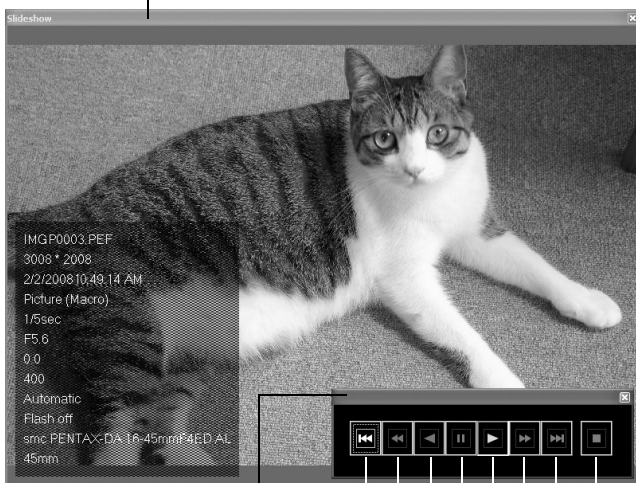 Slideshow
IMGP0003.PEF
3008 * 2008
2/2/2008 10:49:14 AM
Picture (Macro)
1/5sec
F5.6
0.0
400
Automatic
Flash off
smc PENTAX-DA 16-45mmF4ED AL
45mm